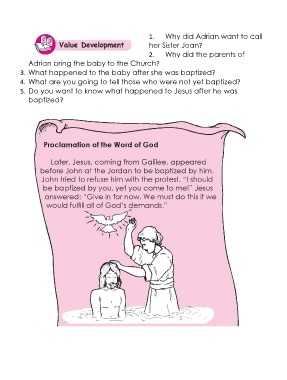 Value Development
1. Why did Adrian want to call
her Sister Joan?
2. Why did the parents of
Adrian bring the baby to the Church?
3. What happened to the baby after she was baptized?
4. What are you going to tell those who were not yet baptized?
5. Do you want to know what happened to Jesus after he was
baptized?
Proclamation of the Word of God
Later, Jesus, coming from Galilee, appeared
before John at the Jordan to be baptized by him.
John tried to refuse him with the protest, "I should
be baptized by you, yet you come to me!" Jesus
answered: "Give in for now. We must do this if we
would fulfill all of God's demands."